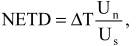 NETD = ΔT U_n/U_s,